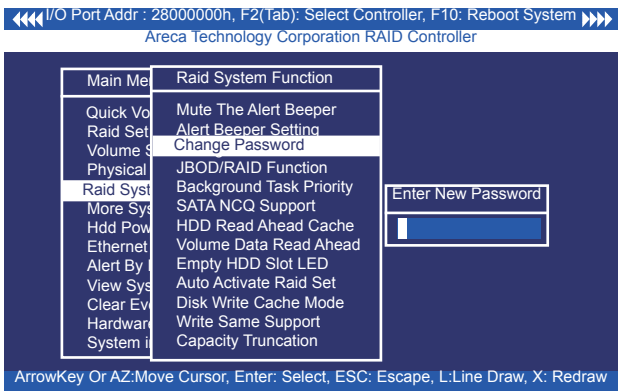 I/O Port Addr : 28000000h, F2(Tab): Select Controller, F10: Reboot System
Areca Technology Corporation RAID Controller
Main Me
Quick Vo
Raid Set
Volume S
Physical
Raid Syst
More Sys
Hdd Pow
Ethernet
Alert By
View Sys
Clear Eve
Hardware
System i
Raid System Function
Mute The Alert Beeper
Alert Beeper Setting
Change Password
JBOD/RAID Function
Background Task Priority
SATA NCQ Support
HDD Read Ahead Cache
Volume Data Read Ahead
Empty HDD Slot LED
Auto Activate Raid Set
Disk Write Cache Mode
Write Same Support
Capacity Truncation
Enter New Password
ArrowKey Or AZ:Move Cursor, Enter: Select, ESC: Escape, L:Line Draw, X: Redraw